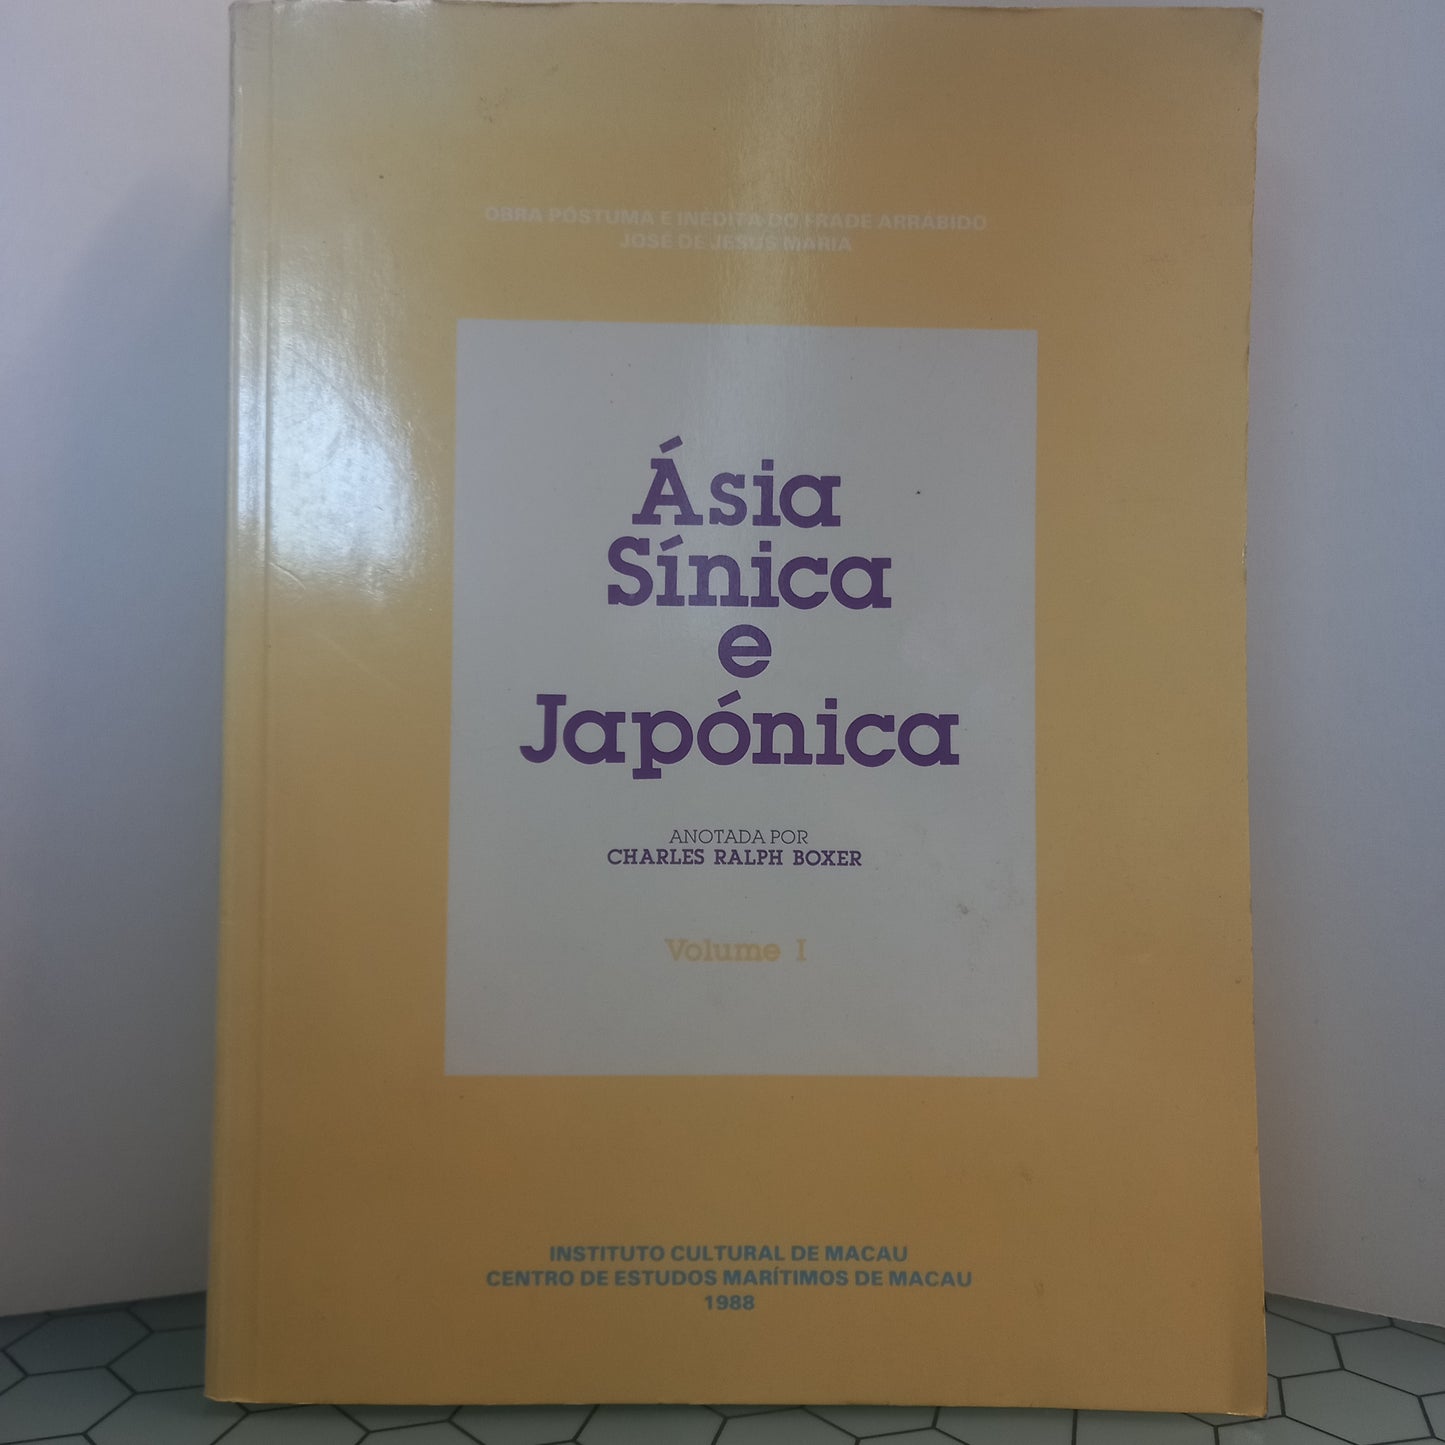 OBRA PÓSTUMA E INÉDITA DO FRADE ARRÁBIDO
JOSÉ DE JESUS MARIA
Ásia
Sínica
e
Japónica
ANOTADA POR
CHARLES RALPH BOXER
Volume I
INSTITUTO CULTURAL DE MACAU
CENTRO DE ESTUDOS MARÍTIMOS DE MACAU
1988